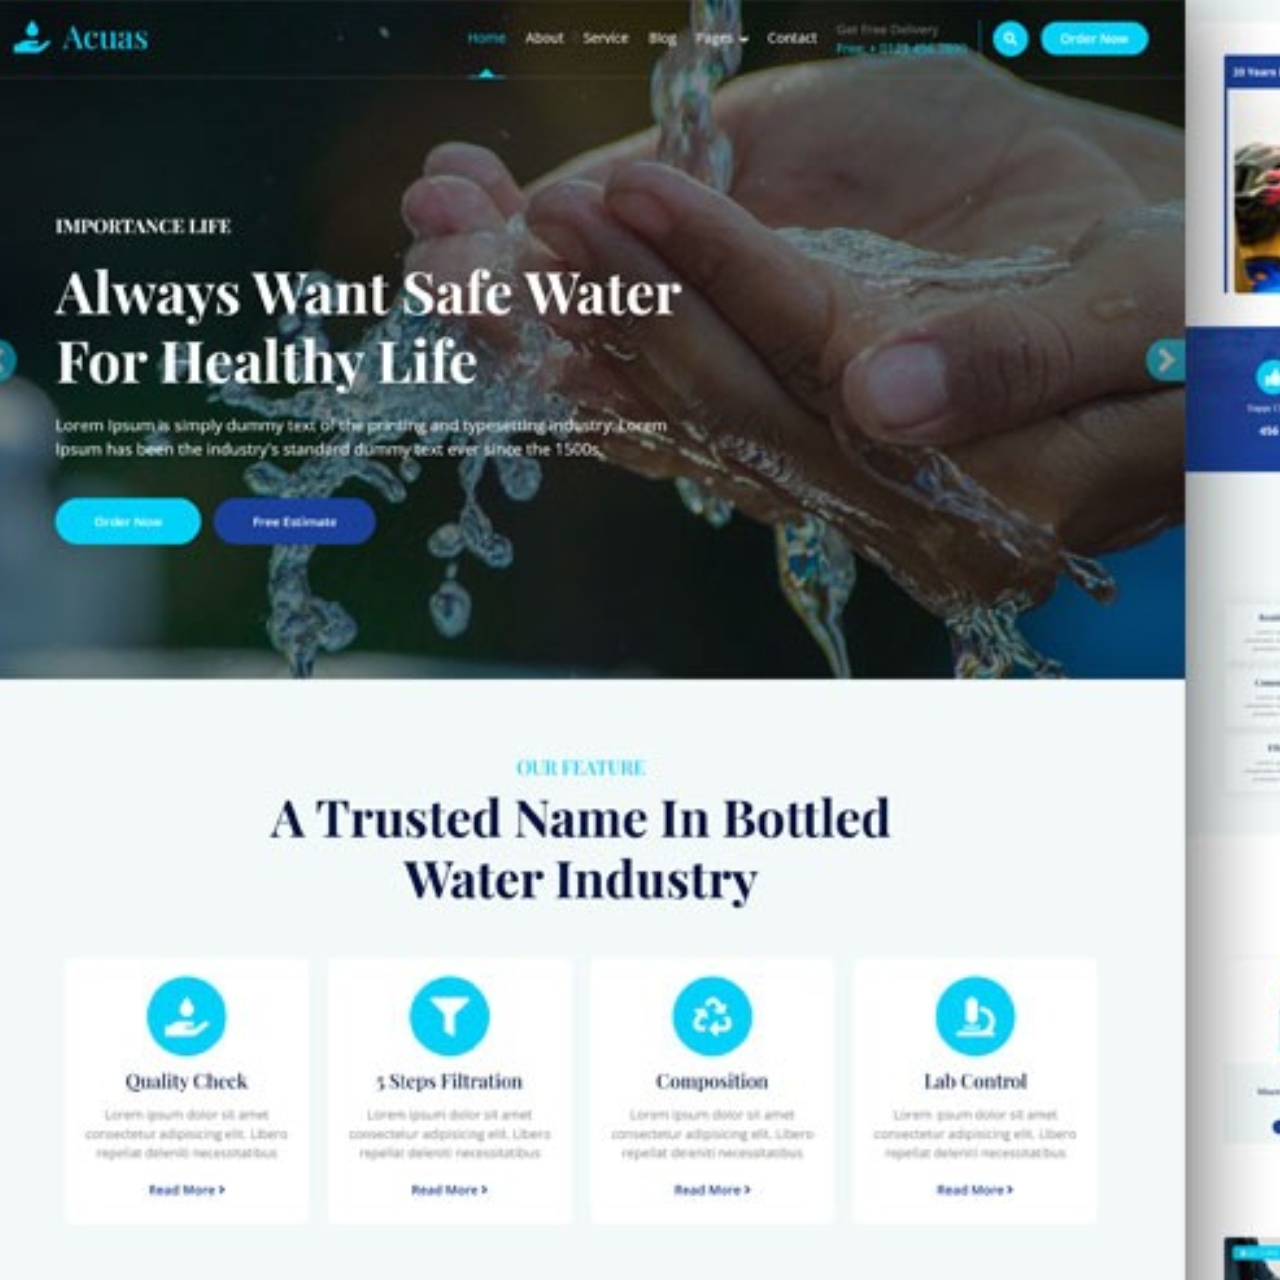 Acuas
Home About Service Blog Pages Contact
Get Free Delivery
Order Now
IMPORTANCE LIFE
Always Want Safe Water
For Healthy Life
Lorem Ipsum is simply dummy text of the printing and typesetting industry. Lorem
Ipsum has been the industry's standard dummy text ever since the 1500s,
Order Now
Free Estimate
OUR FEATURE
A Trusted Name In Bottled
Water Industry
Quality Check
Lorem ipsum dolor sit amet
consectetur adipisicing elit. Libero
repellat deleniti necessitatibus
Read More
5 Steps Filtration
Lorem ipsum dolor sit amet
consectetur adipisicing elit. Libero
repellat deleniti necessitatibus
Read More
Composition
Lorem ipsum dolor sit amet
consectetur adipisicing elit. Libero
repellat deleniti necessitatibus
Read More
Lab Control
Lorem ipsum dolor sit amet
consectetur adipisicing elit. Libero
repellat deleniti necessitatibus
Read More
20 Years
456